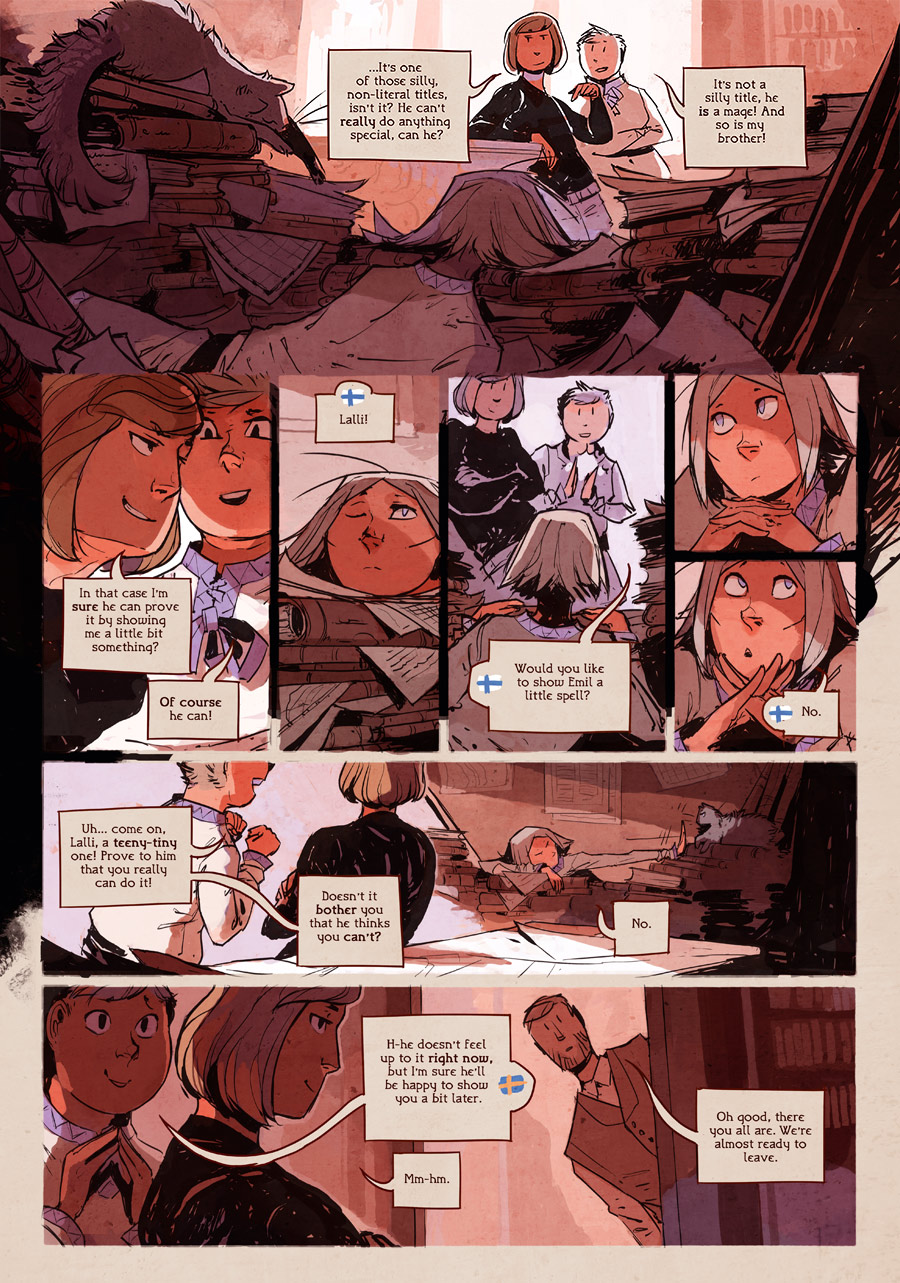 ...It's one
of those silly,
non-literal titles,
isn't it? He can't
really do anything
special, can he?
It's not a
silly title, he
is a mage! And
so is my
brother!
In that case I'm
sure he can prove
it by showing
me a little bit
something?
Of course
he can!
Lalli!
Would you like
to show Emil a
little spell?
No.
Uh... come on,
Lalli, a teeny-tiny
one! Prove to him
that you really
can do it!
Doesn't it
bother you
that he thinks
you can't?
No.
H-he doesn't feel
up to it right now,
but I'm sure he'll
be happy to show
you a bit later.
Mm-hm.
Oh good, there
you all are. We're
almost ready to
leave.